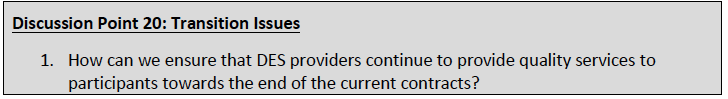 Discussion Point 20: Transition Issues
1. How can we ensure that DES providers continue to provide quality services to
participants towards the end of the current contracts?